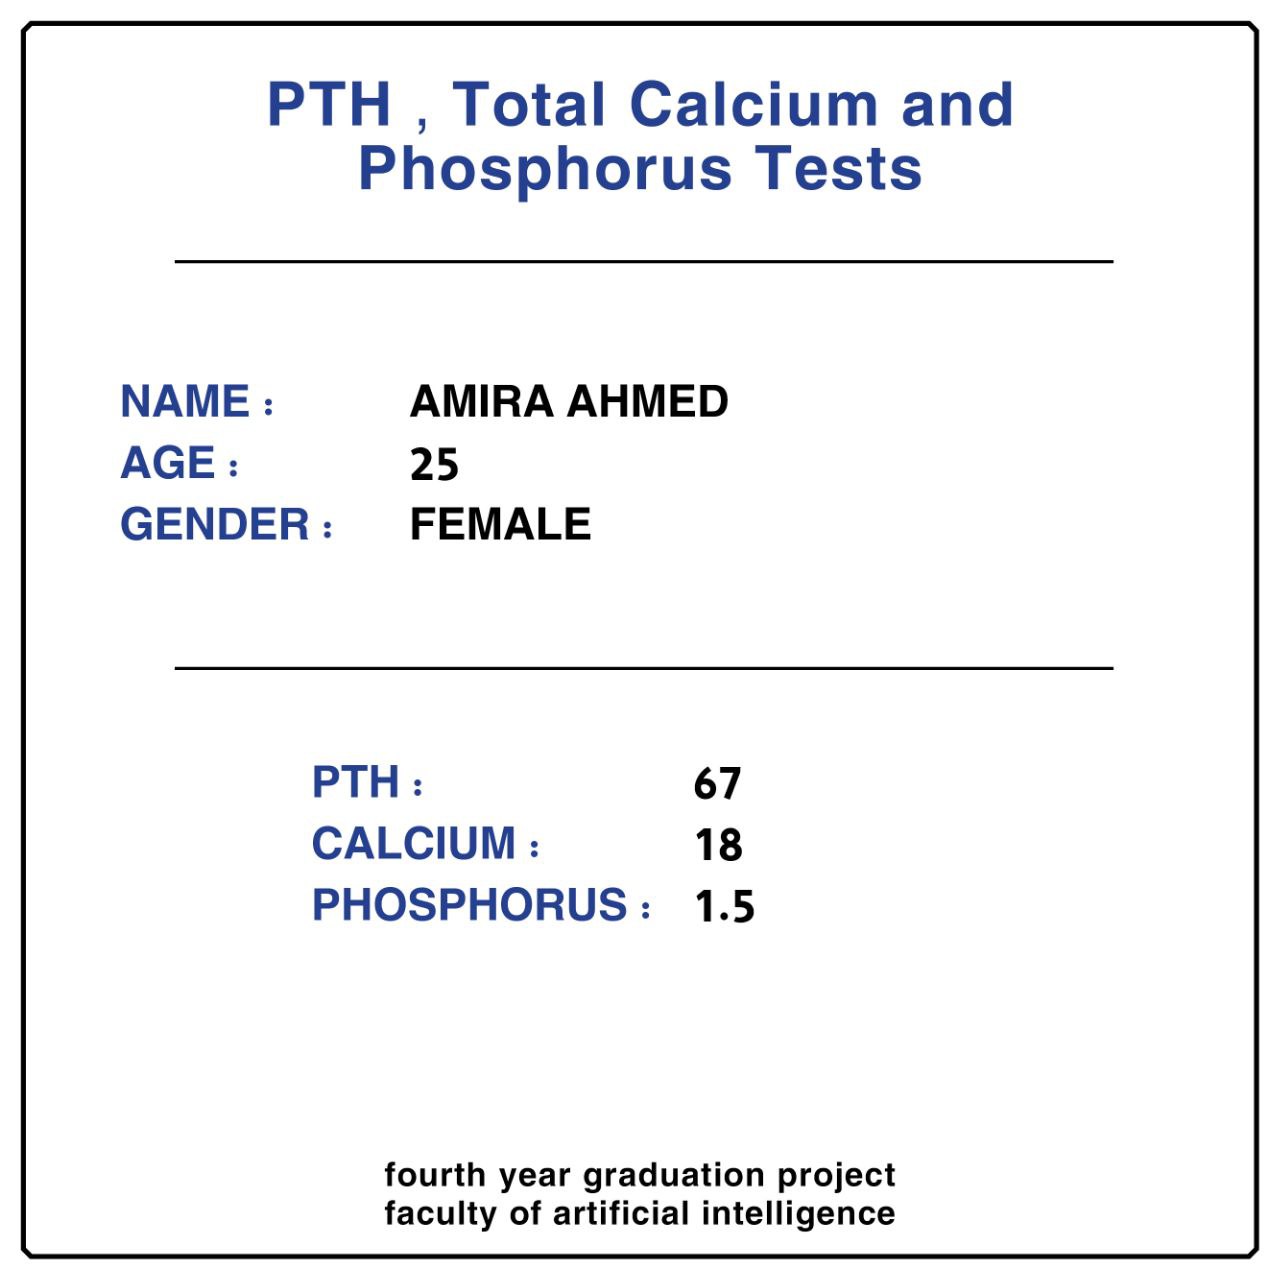 PTH , Total Calcium and
Phosphorus Tests
NAME : AMIRA AHMED
AGE : 25
GENDER : FEMALE
PTH : 67
CALCIUM : 18
PHOSPHORUS : 1.5
fourth year graduation project
faculty of artificial intelligence